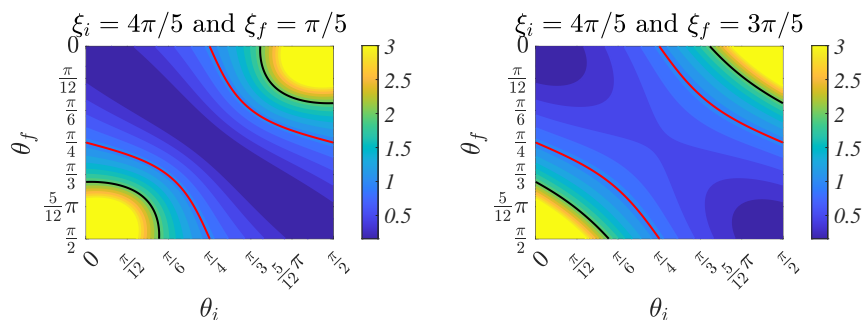 ξ_i = 4π/5 and ξ_f = π/5
0
π/12
π/6
π/4
π/3
5/12 π
π/2
θ_f
0
π/12
π/6
π/4
π/3
5/12 π
π/2
θ_i
3
2.5
2
1.5
1
0.5
ξ_i = 4π/5 and ξ_f = 3π/5
0
π/12
π/6
π/4
π/3
5/12 π
π/2
θ_f
0
π/12
π/6
π/4
π/3
5/12 π
π/2
θ_i
3
2.5
2
1.5
1
0.5